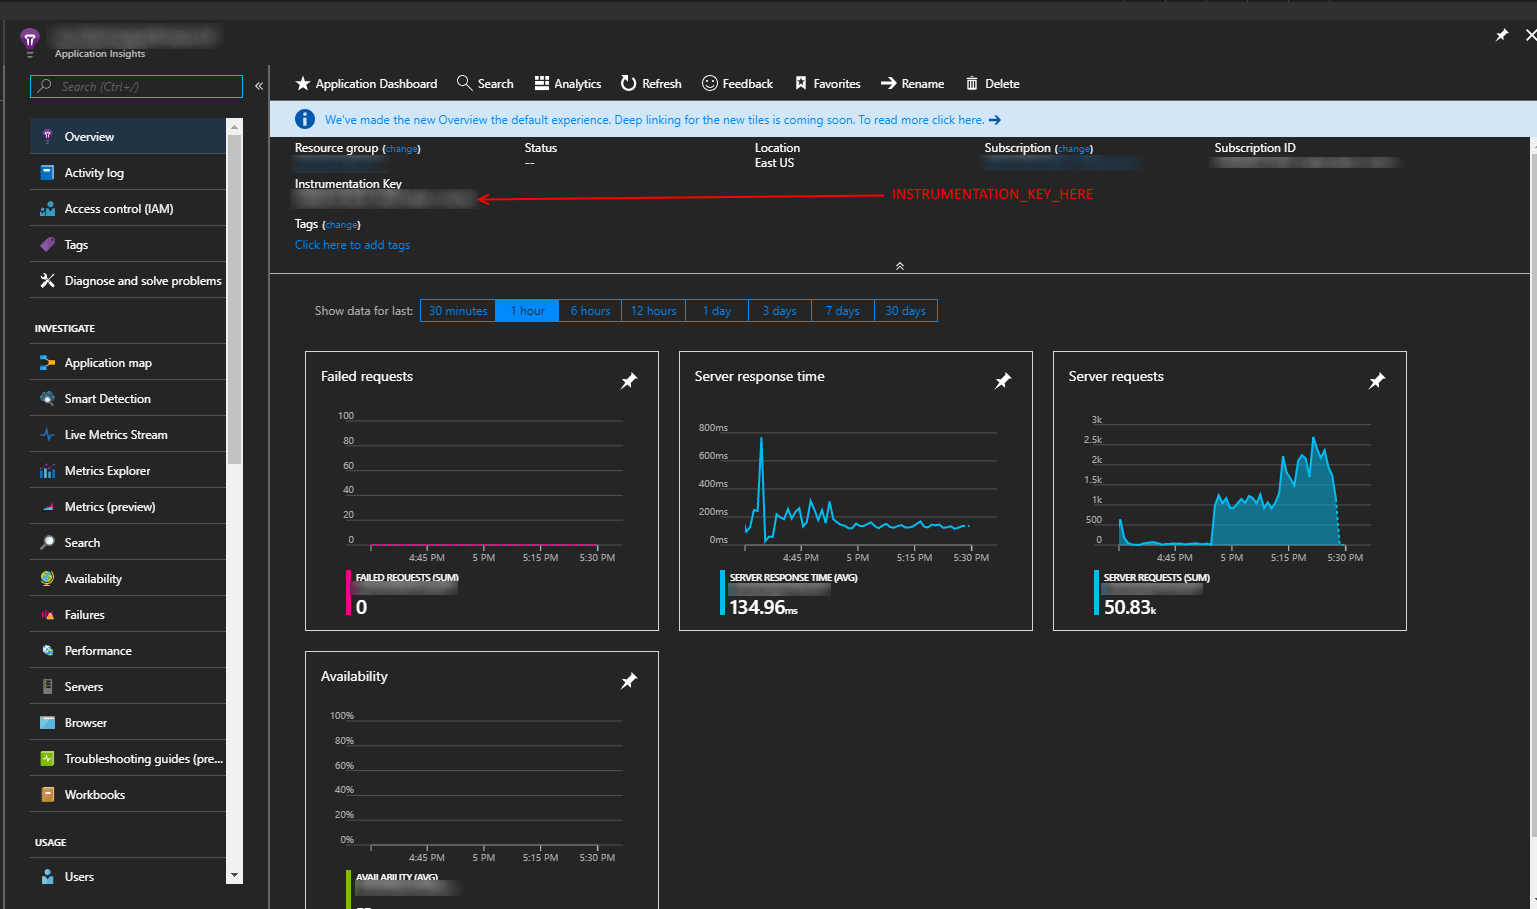 Application Insights
Search (Ctrl+/)
«
Overview
Activity log
Access control (IAM)
Tags
Diagnose and solve problems
INVESTIGATE
Application map
Smart Detection
Live Metrics Stream
Metrics Explorer
Metrics (preview)
Search
Availability
Failures
Performance
Servers
Browser
Troubleshooting guides (pre...
Workbooks
USAGE
Users
Application Dashboard Search Analytics Refresh Feedback Favorites Rename Delete
We've made the new Overview the default experience. Deep linking for the new tiles is coming soon. To read more click here. →
Resource group (change) Status Location Subscription (change) Subscription ID
-- East US
Instrumentation Key
INSTRUMENTATION_KEY_HERE
Tags (change)
Click here to add tags
Show data for last: 30 minutes 1 hour 6 hours 12 hours 1 day 3 days 7 days 30 days
Failed requests
100
80
60
40
20
0
4:45 PM 5 PM 5:15 PM 5:30 PM
FAILED REQUESTS (SUM)
0
Server response time
800ms
600ms
400ms
200ms
0ms
4:45 PM 5 PM 5:15 PM 5:30 PM
SERVER RESPONSE TIME (AVG)
134.96ms
Server requests
3k
2.5k
2k
1.5k
1k
500
0
4:45 PM 5 PM 5:15 PM 5:30 PM
SERVER REQUESTS (SUM)
50.83k
Availability
100%
80%
60%
40%
20%
0%
4:45 PM 5 PM 5:15 PM 5:30 PM
AVAILABILITY (AVG)